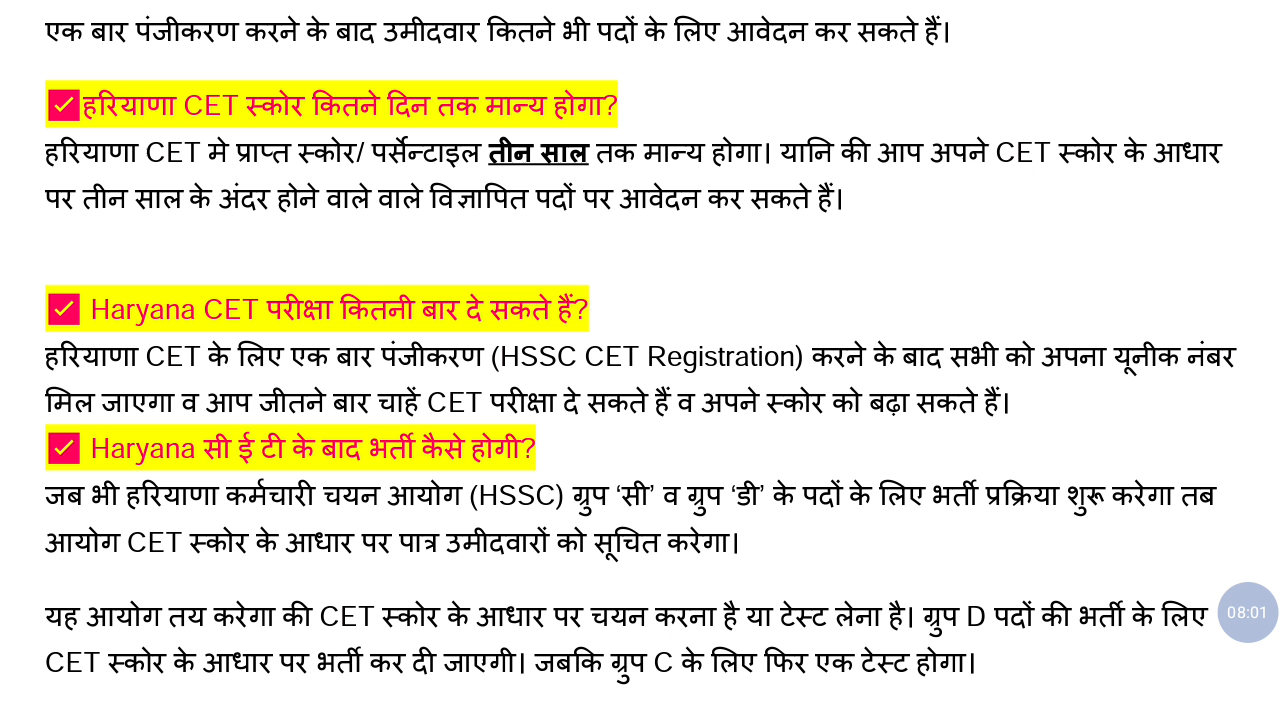 एक बार पंजीकरण करने के बाद उमीदवार कितने भी पदों के लिए आवेदन कर सकते हैं।
हरियाणा CET स्कोर कितने दिन तक मान्य होगा?
हरियाणा CET मे प्राप्त स्कोर/ पर्सेन्टाइल तीन साल तक मान्य होगा। यानि की आप अपने CET स्कोर के आधार
पर तीन साल के अंदर होने वाले वाले विज्ञापित पदों पर आवेदन कर सकते हैं।
Haryana CET परीक्षा कितनी बार दे सकते हैं?
हरियाणा CET के लिए एक बार पंजीकरण (HSSC CET Registration) करने के बाद सभी को अपना यूनीक नंबर
मिल जाएगा व आप जीतने बार चाहें CET परीक्षा दे सकते हैं व अपने स्कोर को बढ़ा सकते हैं।
Haryana सी ई टी के बाद भर्ती कैसे होगी?
जब भी हरियाणा कर्मचारी चयन आयोग (HSSC) ग्रुप ‘सी’ व ग्रुप ‘डी’ के पदों के लिए भर्ती प्रक्रिया शुरू करेगा तब
आयोग CET स्कोर के आधार पर पात्र उमीदवारों को सूचित करेगा।
यह आयोग तय करेगा की CET स्कोर के आधार पर चयन करना है या टेस्ट लेना है। ग्रुप D पदों की भर्ती के लिए
08:01
CET स्कोर के आधार पर भर्ती कर दी जाएगी। जबकि ग्रुप C के लिए फिर एक टेस्ट होगा।